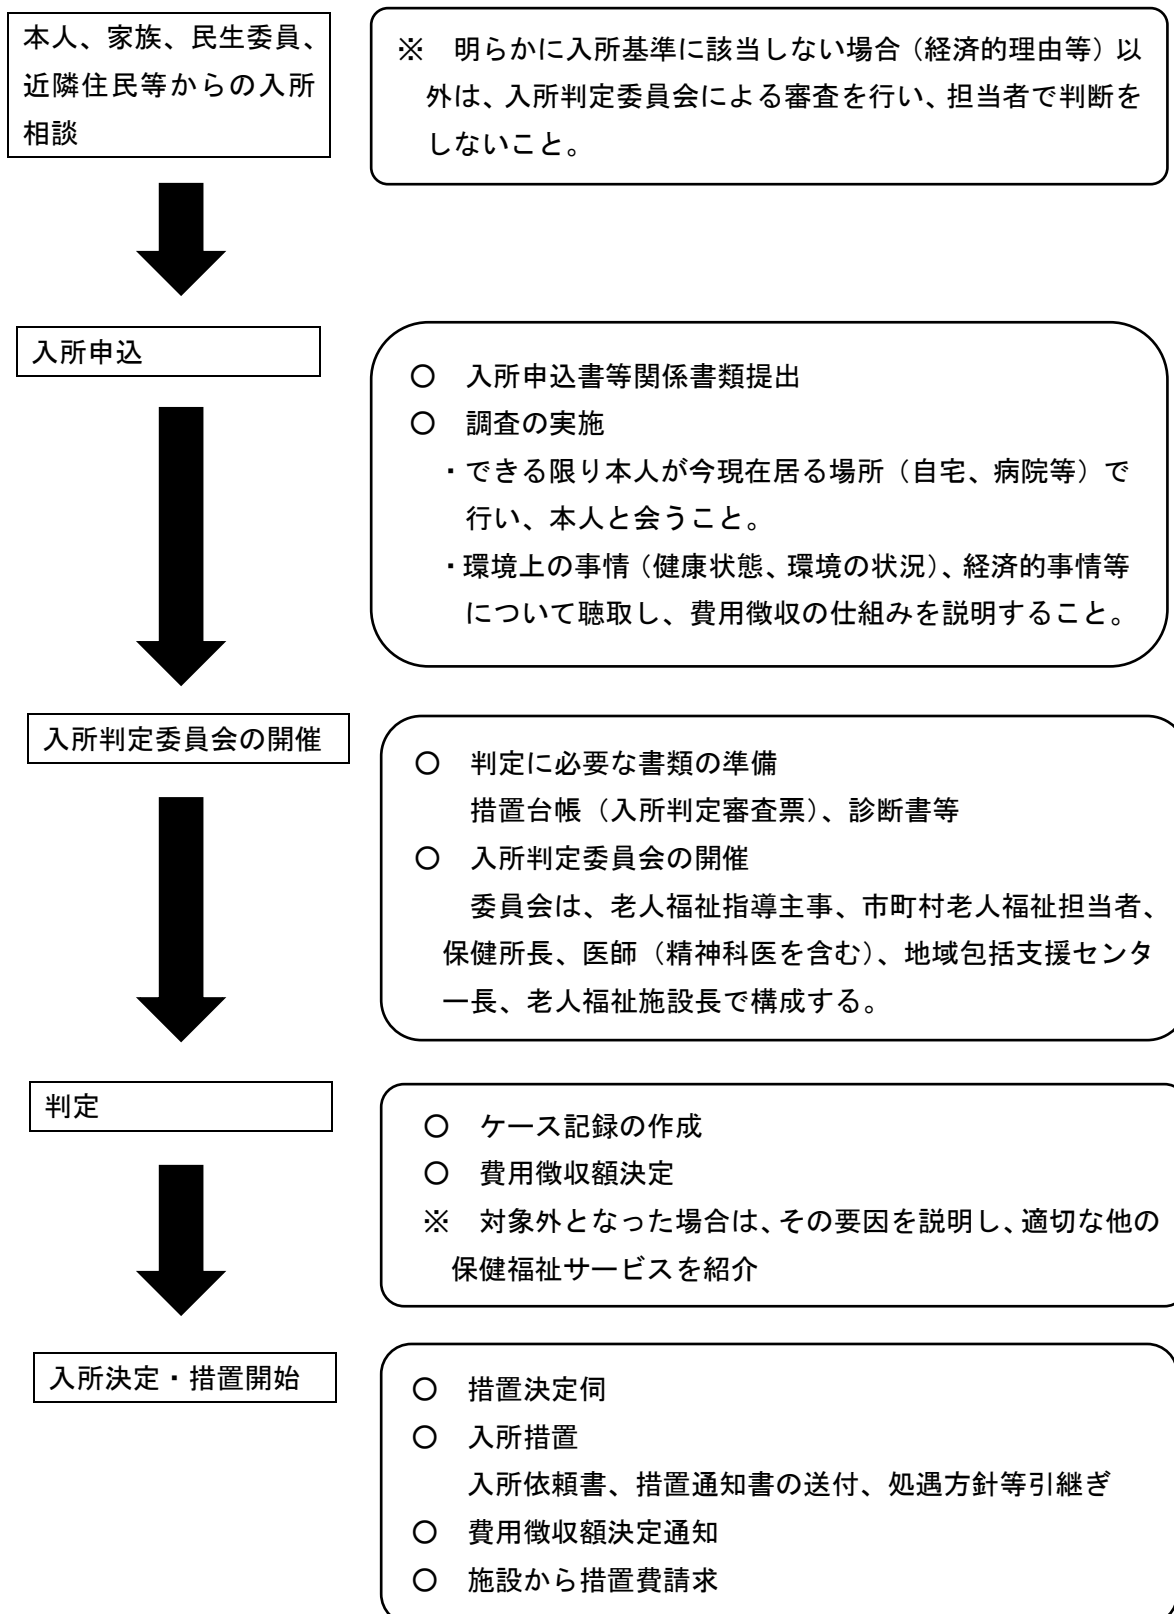 本人、家族、民生委員、
近隣住民等からの入所
相談
※　明らかに入所基準に該当しない場合（経済的理由等）以
外は、入所判定委員会による審査を行い、担当者で判断を
しないこと。
入所申込
○　入所申込書等関係書類提出
○　調査の実施
・できる限り本人が今現在居る場所（自宅、病院等）で
行い、本人と会うこと。
・環境上の事情（健康状態、環境の状況）、経済的事情等
について聴取し、費用徴収の仕組みを説明すること。
入所判定委員会の開催
○　判定に必要な書類の準備
措置台帳（入所判定審査票）、診断書等
○　入所判定委員会の開催
委員会は、老人福祉指導主事、市町村老人福祉担当者、
保健所長、医師（精神科医を含む）、地域包括支援センタ
ー長、老人福祉施設長で構成する。
判定
○　ケース記録の作成
○　費用徴収額決定
※　対象外となった場合は、その要因を説明し、適切な他の
保健福祉サービスを紹介
入所決定・措置開始
○　措置決定伺
○　入所措置
入所依頼書、措置通知書の送付、処遇方針等引継ぎ
○　費用徴収額決定通知
○　施設から措置費請求